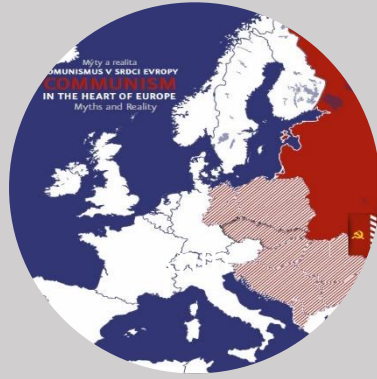 Mýty a realita
OMUNISMUS V SRDCI EVROPY
COMMUNISM
IN THE HEART OF EUROPE
Myths and Reality